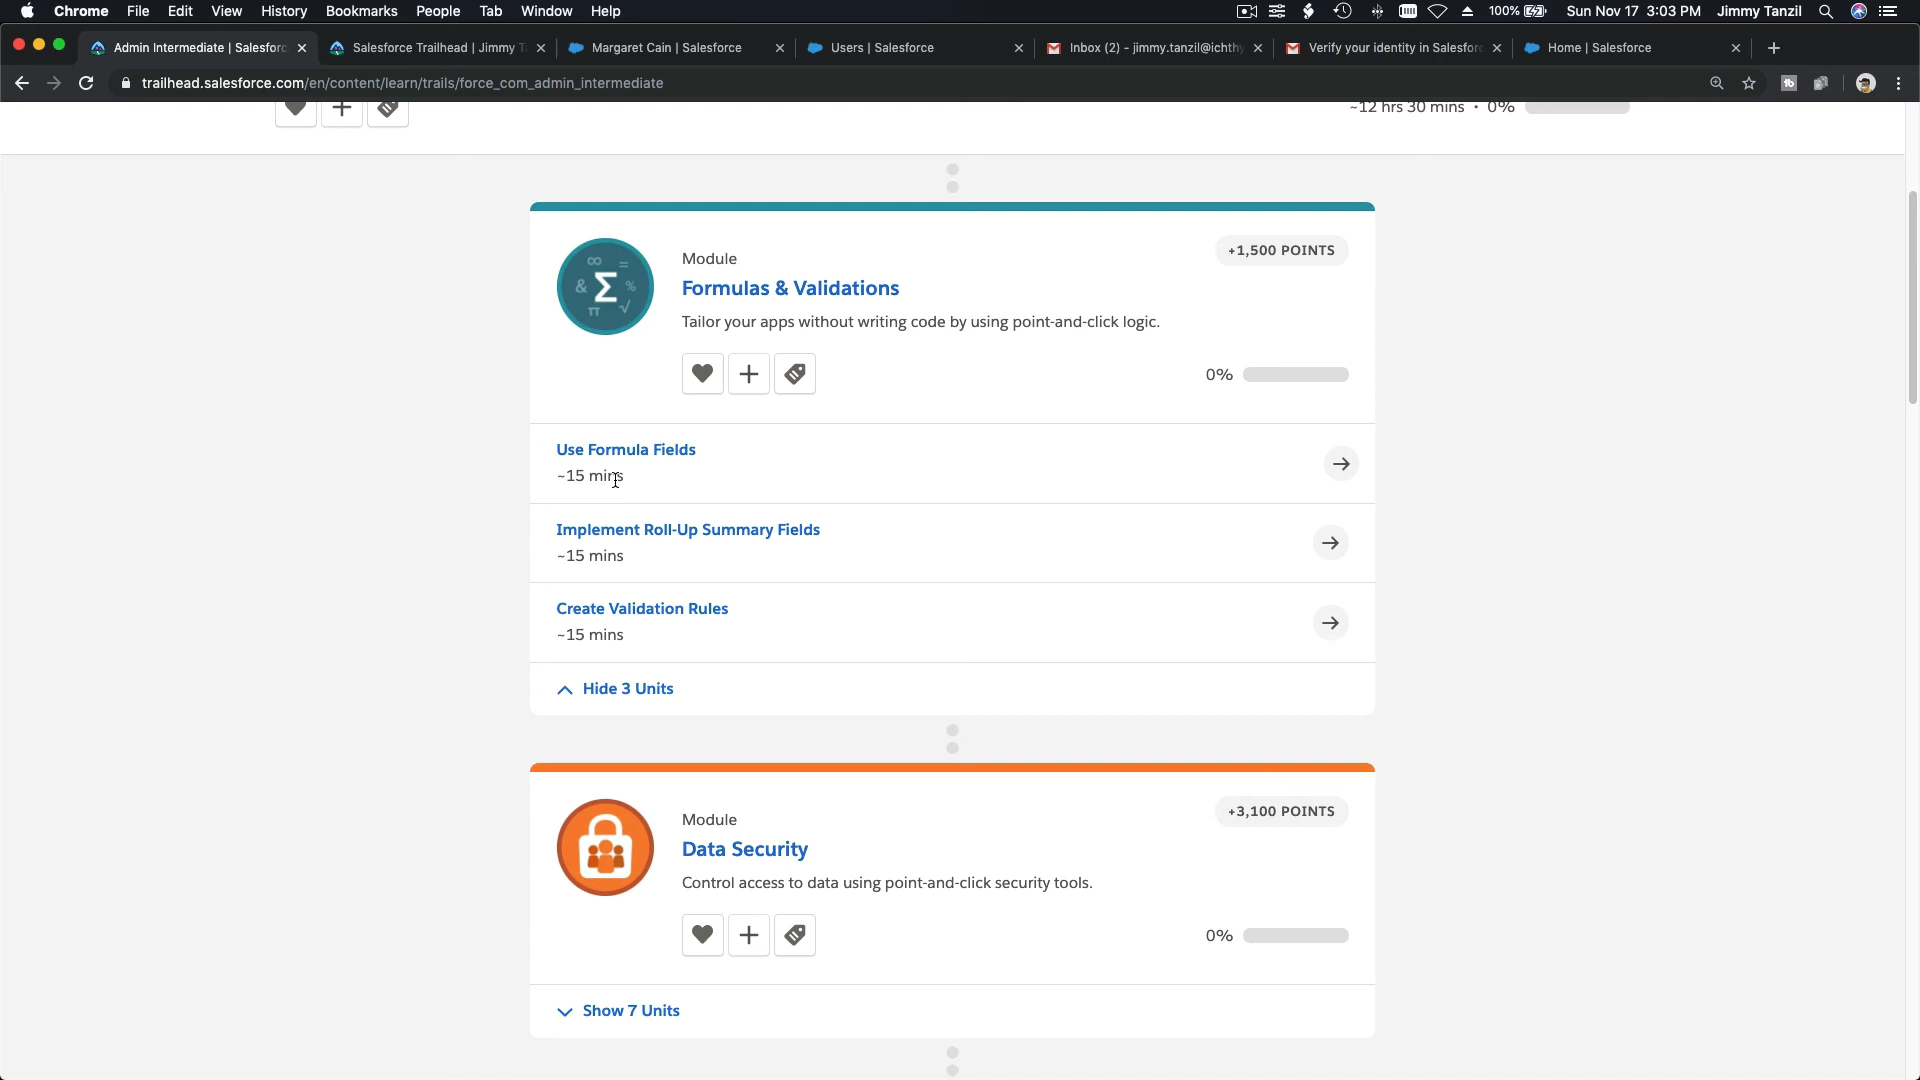 Chrome File Edit View History Bookmarks People Tab Window Help 100% Sun Nov 17 3:03 PM Jimmy Tanzil
Admin Intermediate | Salesforc Salesforce Trailhead | Jimmy T Margaret Cain | Salesforce Users | Salesforce Inbox (2) - jimmy.tanzil@ichthy Verify your identity in Salesforc Home | Salesforce
trailhead.salesforce.com/en/content/learn/trails/force_com_admin_intermediate
~12 hrs 30 mins • 0%
+1,500 POINTS
Module
Formulas & Validations
Tailor your apps without writing code by using point-and-click logic.
0%
Use Formula Fields
~15 mins
Implement Roll-Up Summary Fields
~15 mins
Create Validation Rules
~15 mins
Hide 3 Units
+3,100 POINTS
Module
Data Security
Control access to data using point-and-click security tools.
0%
Show 7 Units